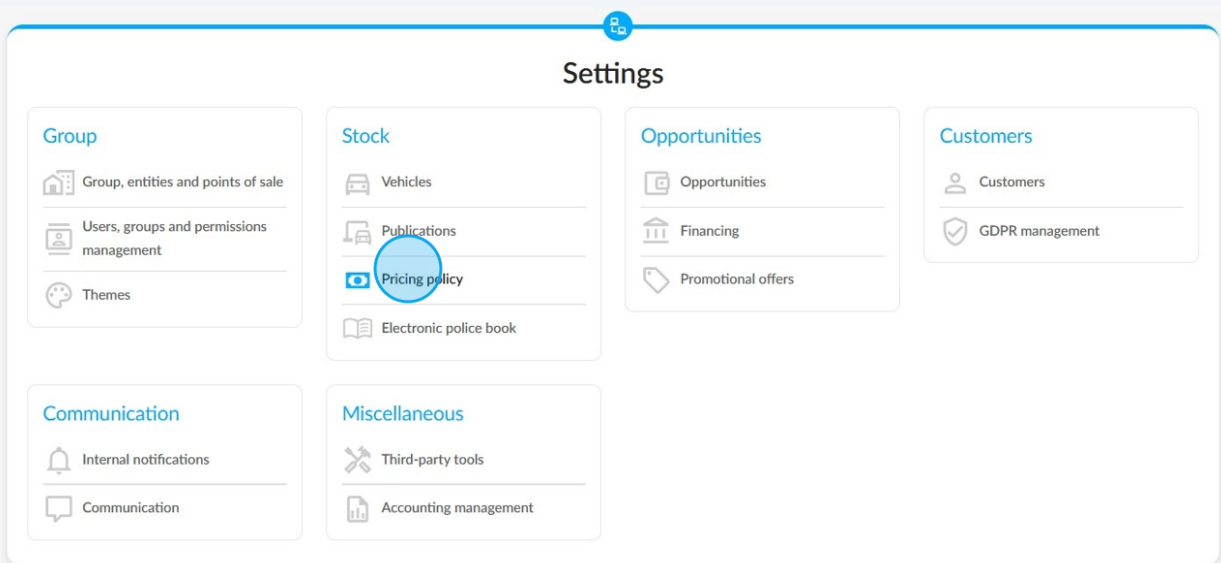 Settings
Group
Group, entities and points of sale
Users, groups and permissions
management
Themes
Stock
Vehicles
Publications
Pricing policy
Electronic police book
Opportunities
Opportunities
Financing
Promotional offers
Customers
Customers
GDPR management
Communication
Internal notifications
Communication
Miscellaneous
Third-party tools
Accounting management